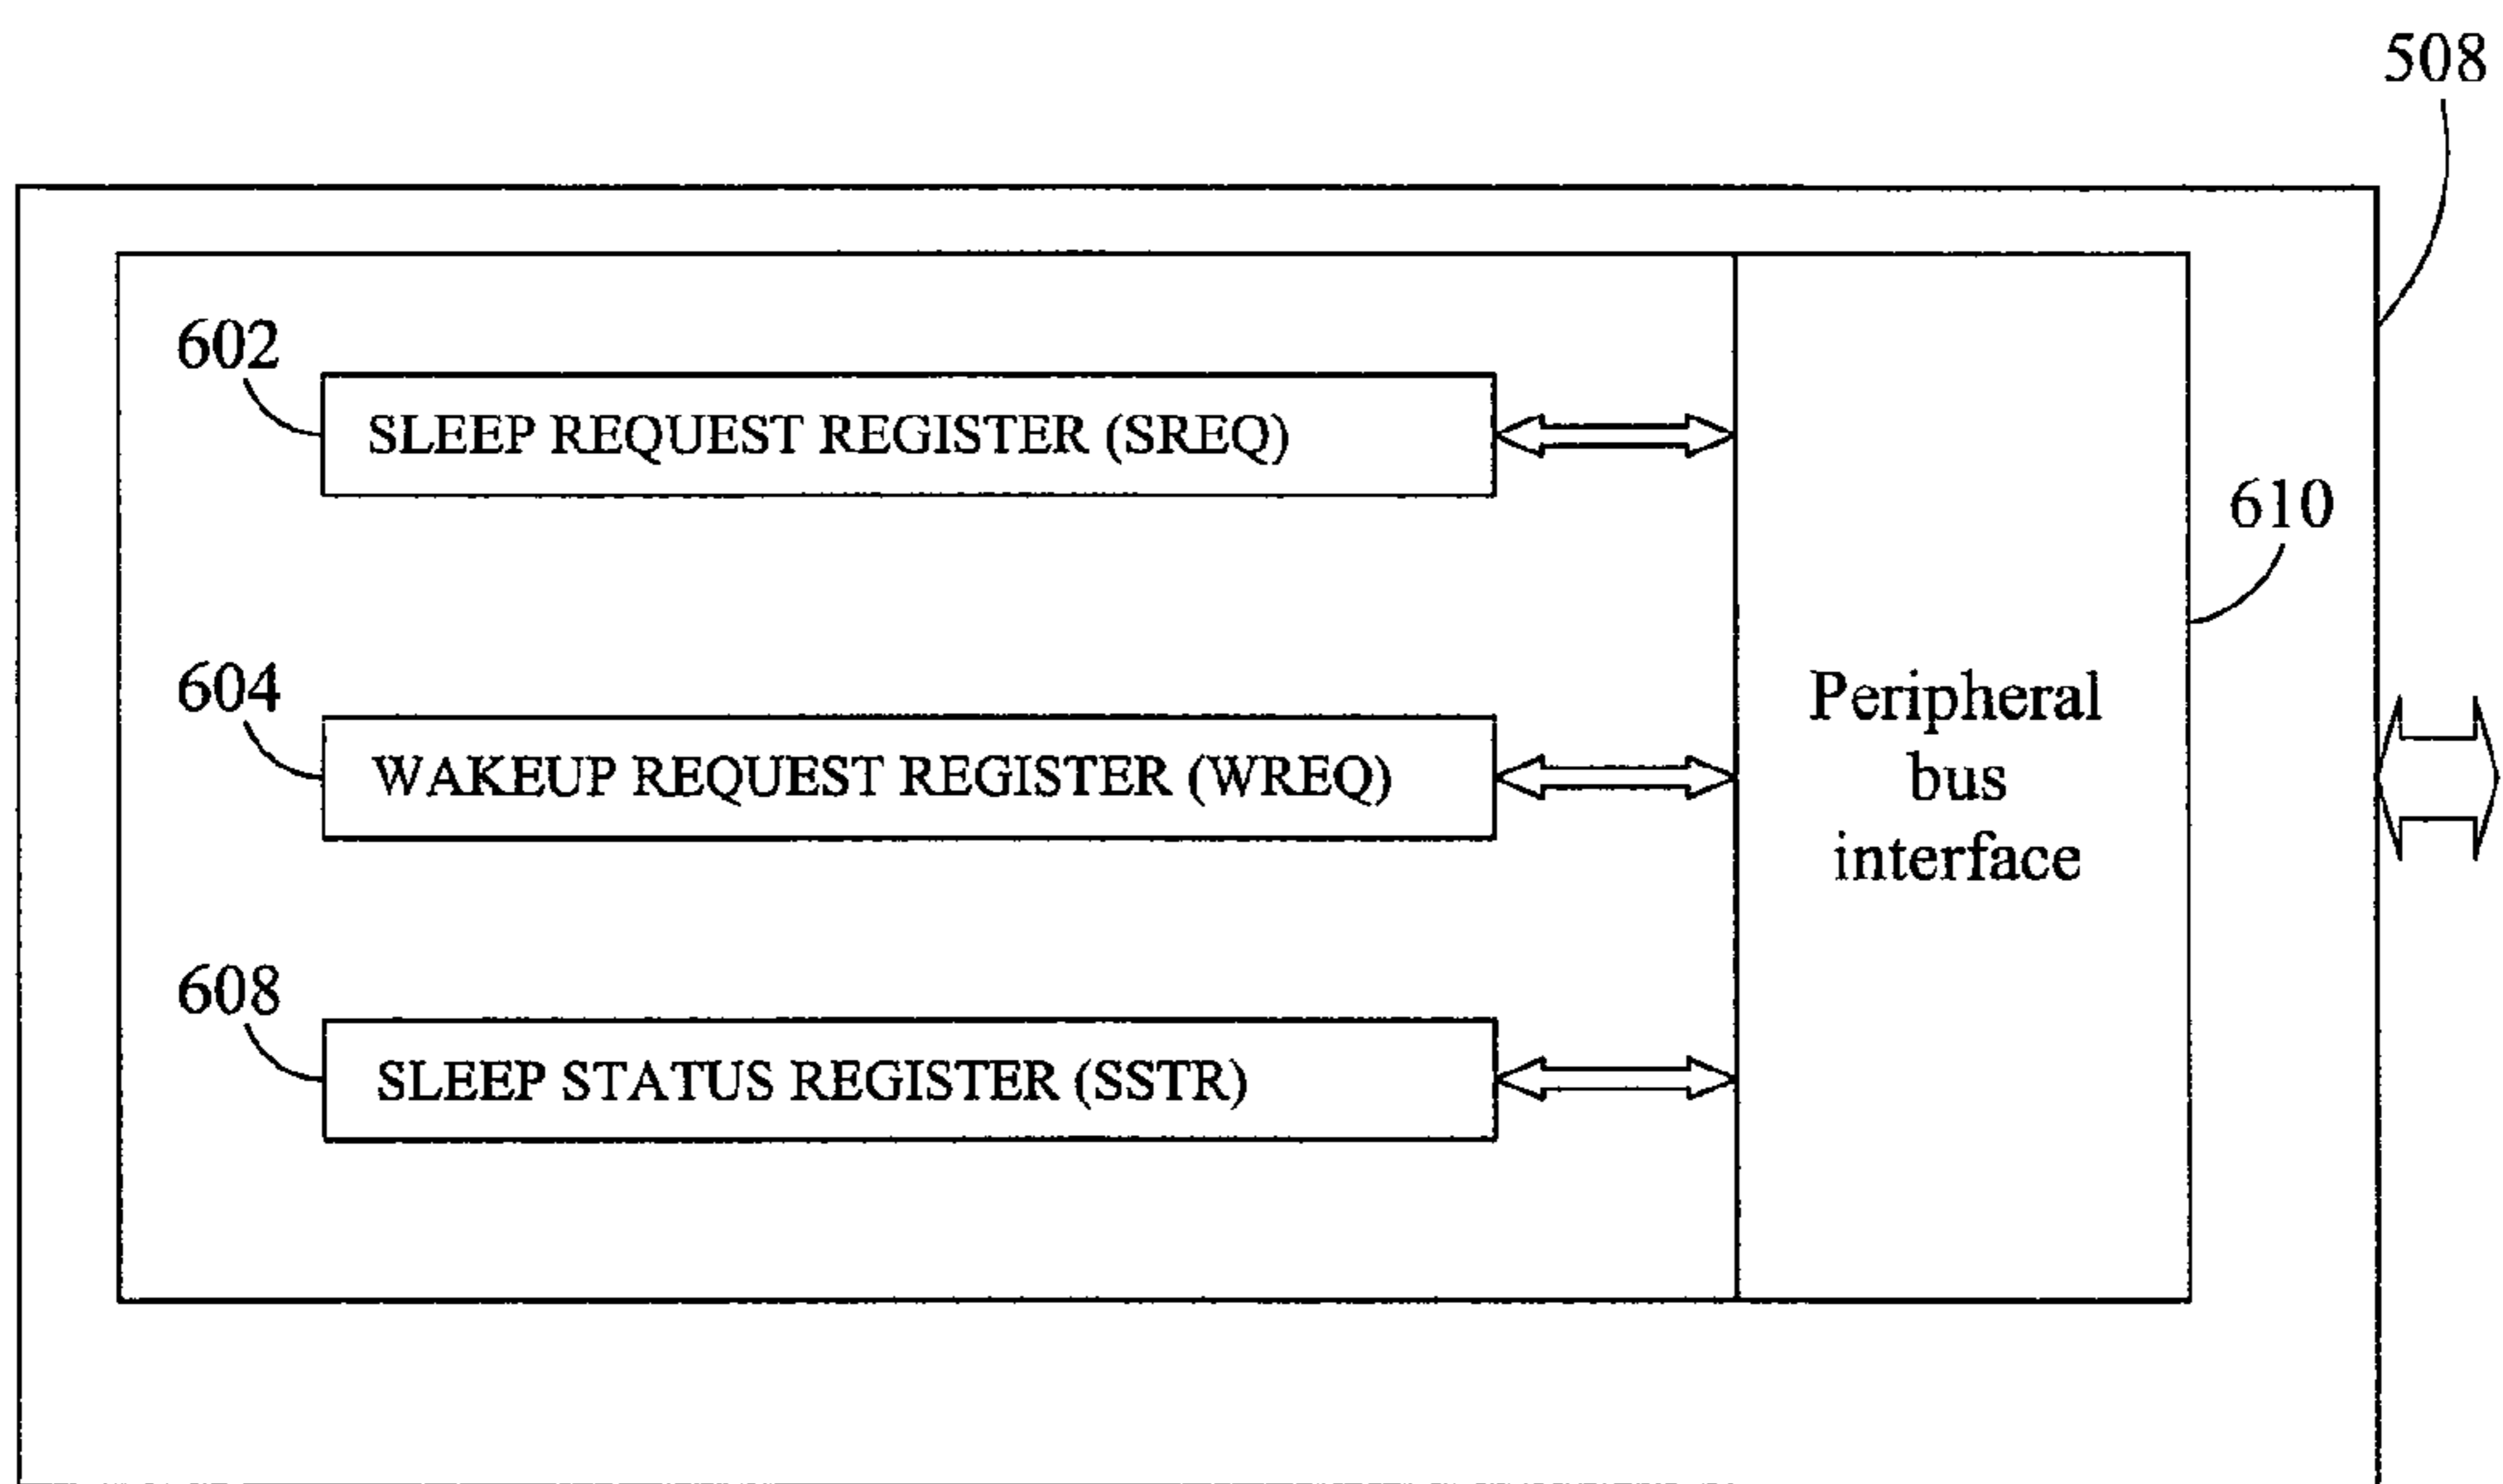 508
602
SLEEP REQUEST REGISTER (SREQ)
610
604
WAKEUP REQUEST REGISTER (WREQ)
Peripheral
bus
interface
608
SLEEP STATUS REGISTER (SSTR)